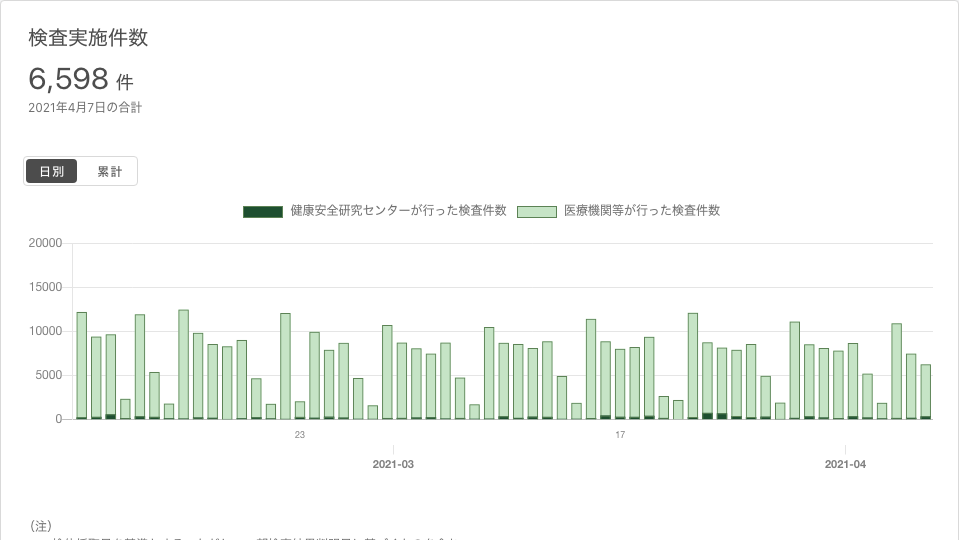 検査実施件数
6,598 件
2021年4月7日の合計
日別 累計
健康安全研究センターが行った検査件数 医療機関等が行った検査件数
20000
15000
10000
5000
0
23 17
2021-03 2021-04
（注）